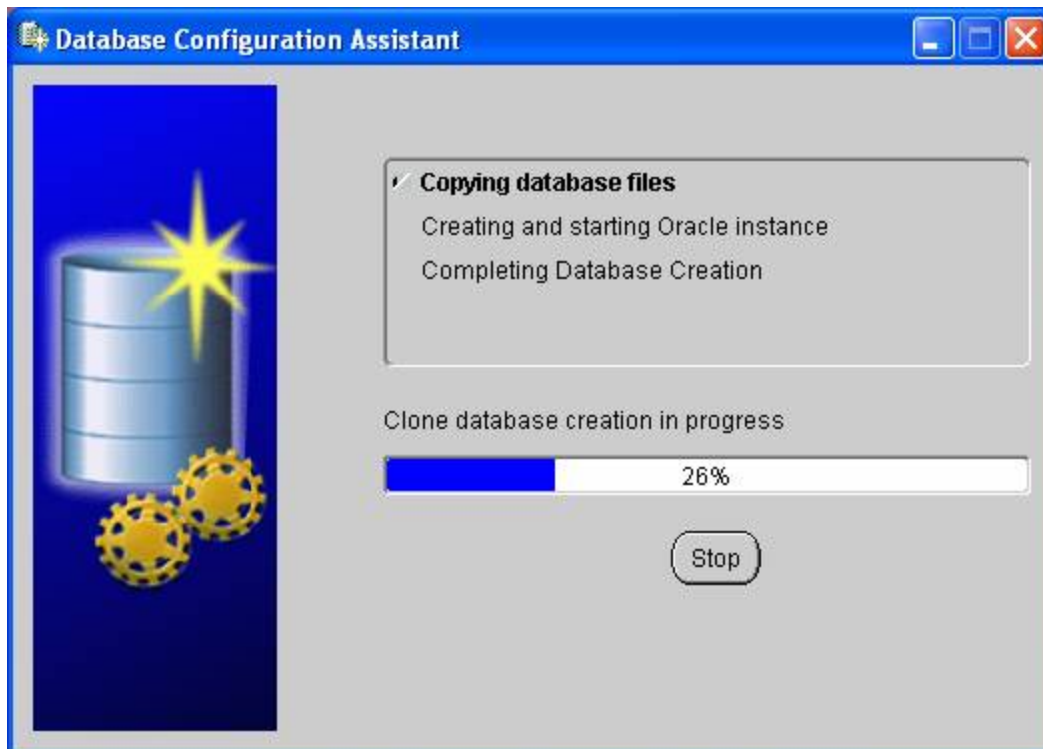 Database Configuration Assistant
Copying database files
Creating and starting Oracle instance
Completing Database Creation
Clone database creation in progress
26%
Stop